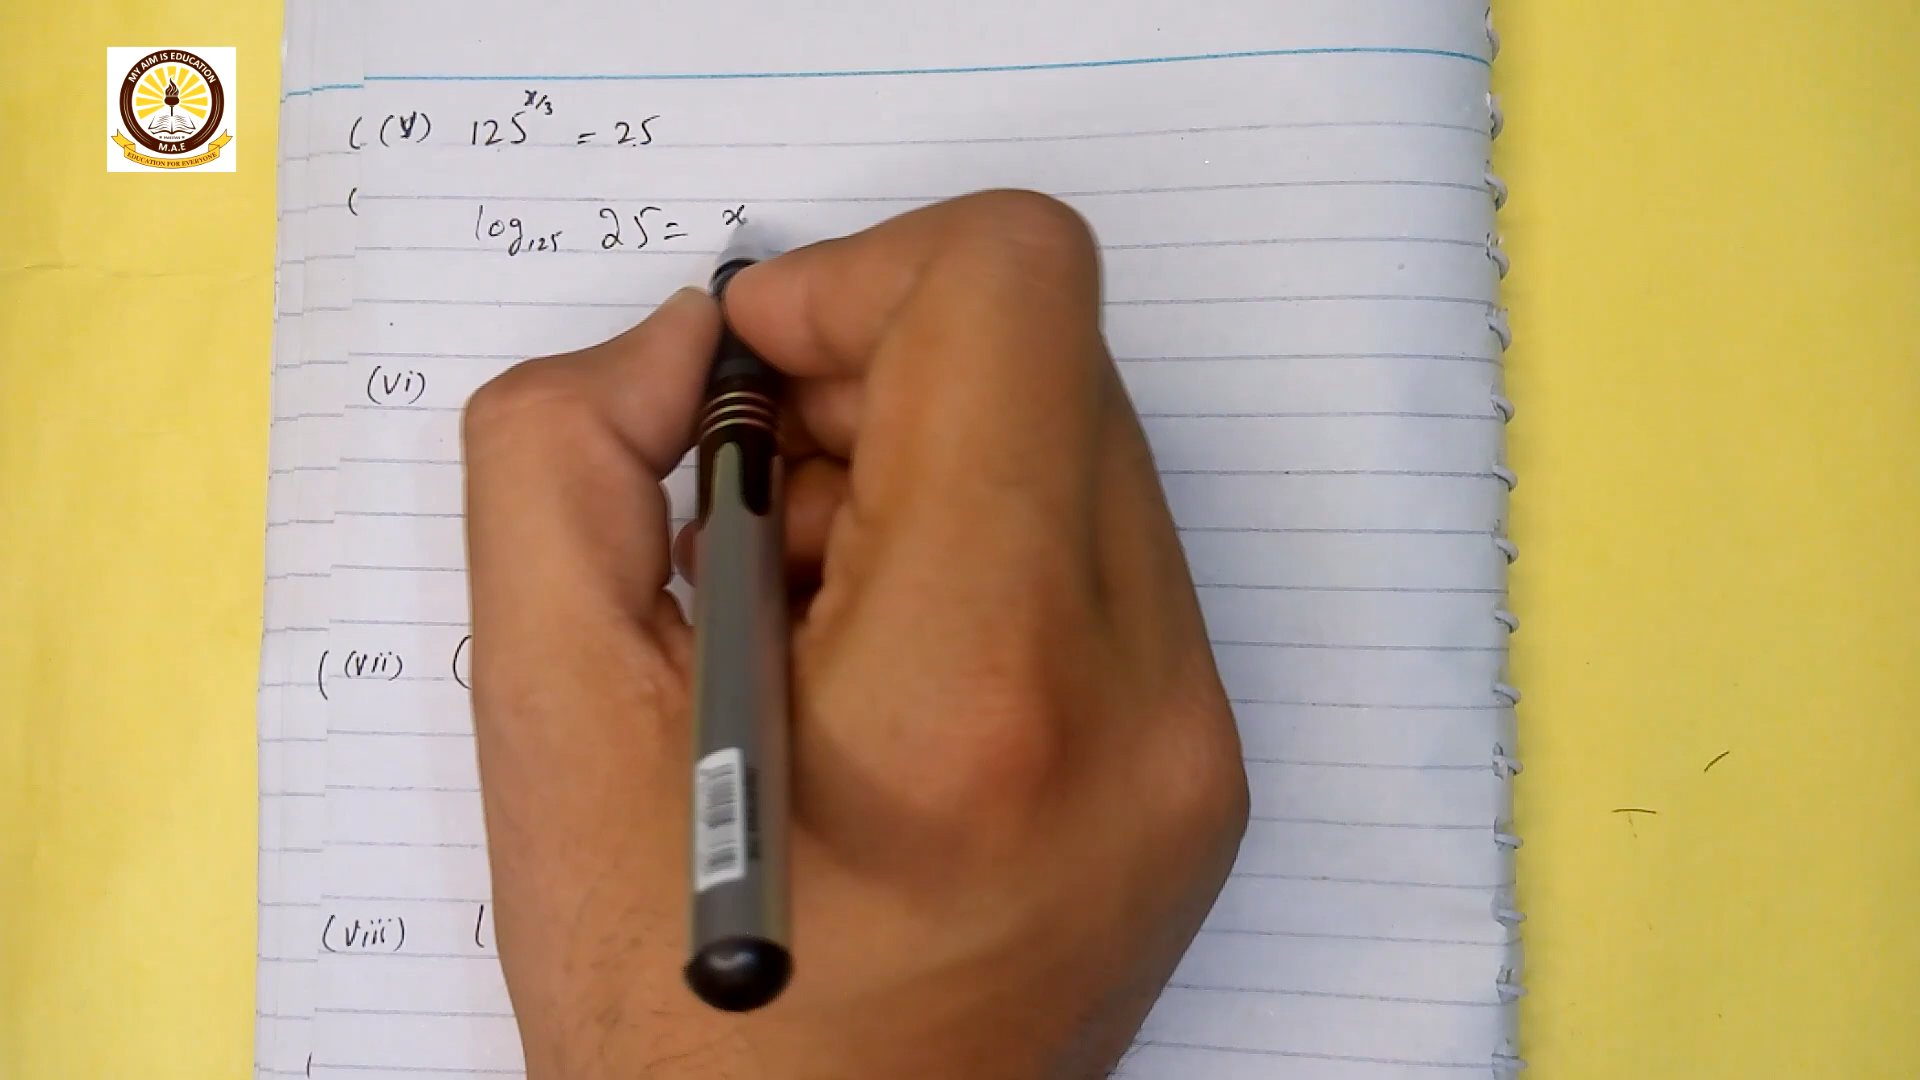 MY AIM IS EDUCATION
M.A.E
EDUCATION FOR EVERYONE
( (v) 125^x/3 = 25
(
log₁₂₅ 25 = x
(vi)
( (vii) (
(viii) (